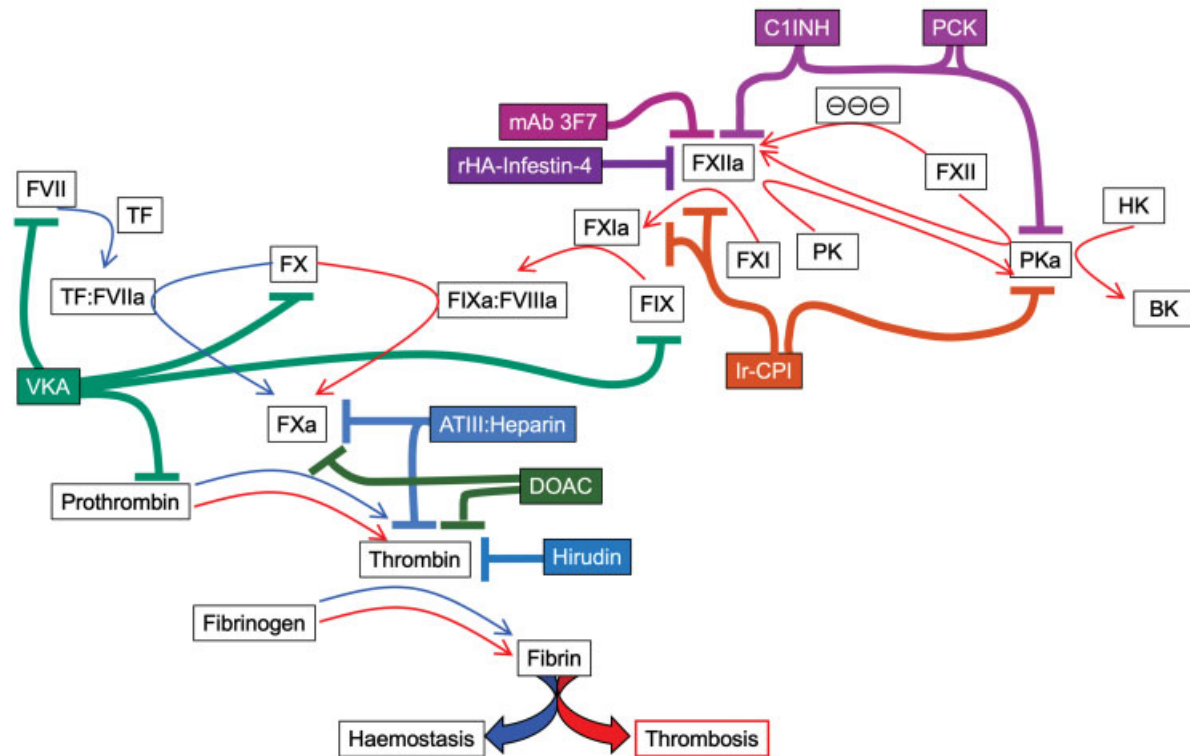 C1INH
PCK
⊖⊖⊖
mAb 3F7
rHA-Infestin-4
FXIIa
FXII
FVII
TF
HK
FXIa
FXI
PK
PKa
FX
TF:FVIIa
FIXa:FVIIIa
FIX
BK
VKA
Ir-CPI
FXa
ATIII:Heparin
DOAC
Prothrombin
Thrombin
Hirudin
Fibrinogen
Fibrin
Haemostasis
Thrombosis